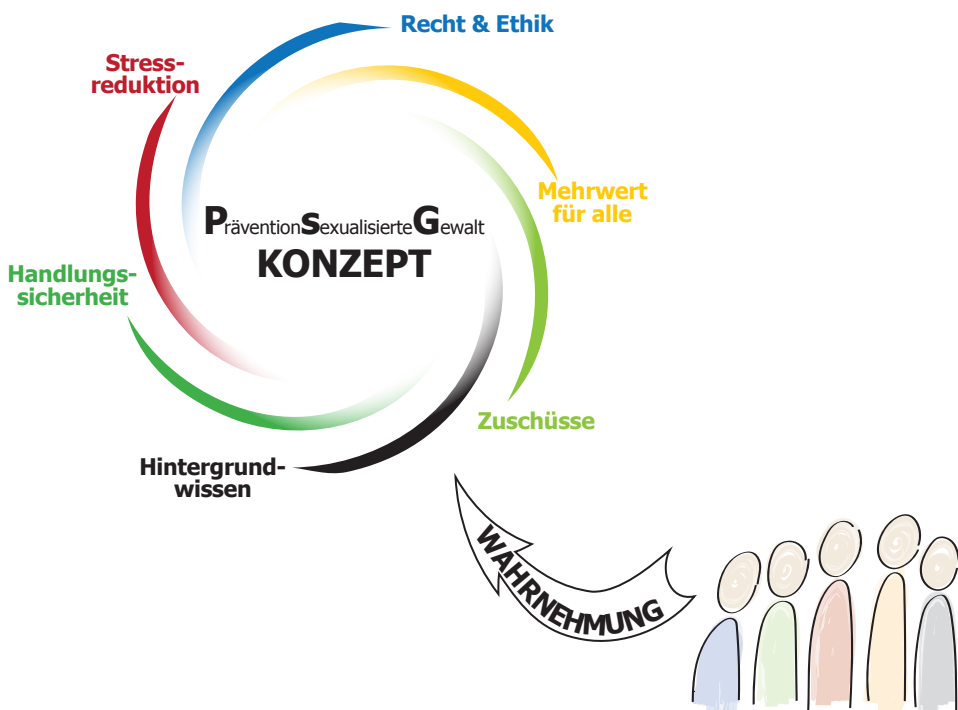 Recht & Ethik
Stress-
reduktion
Mehrwert
für alle
PräventionSexualisierteGewalt
KONZEPT
Handlungs-
sicherheit
Zuschüsse
Hintergrund-
wissen
WAHRNEHMUNG